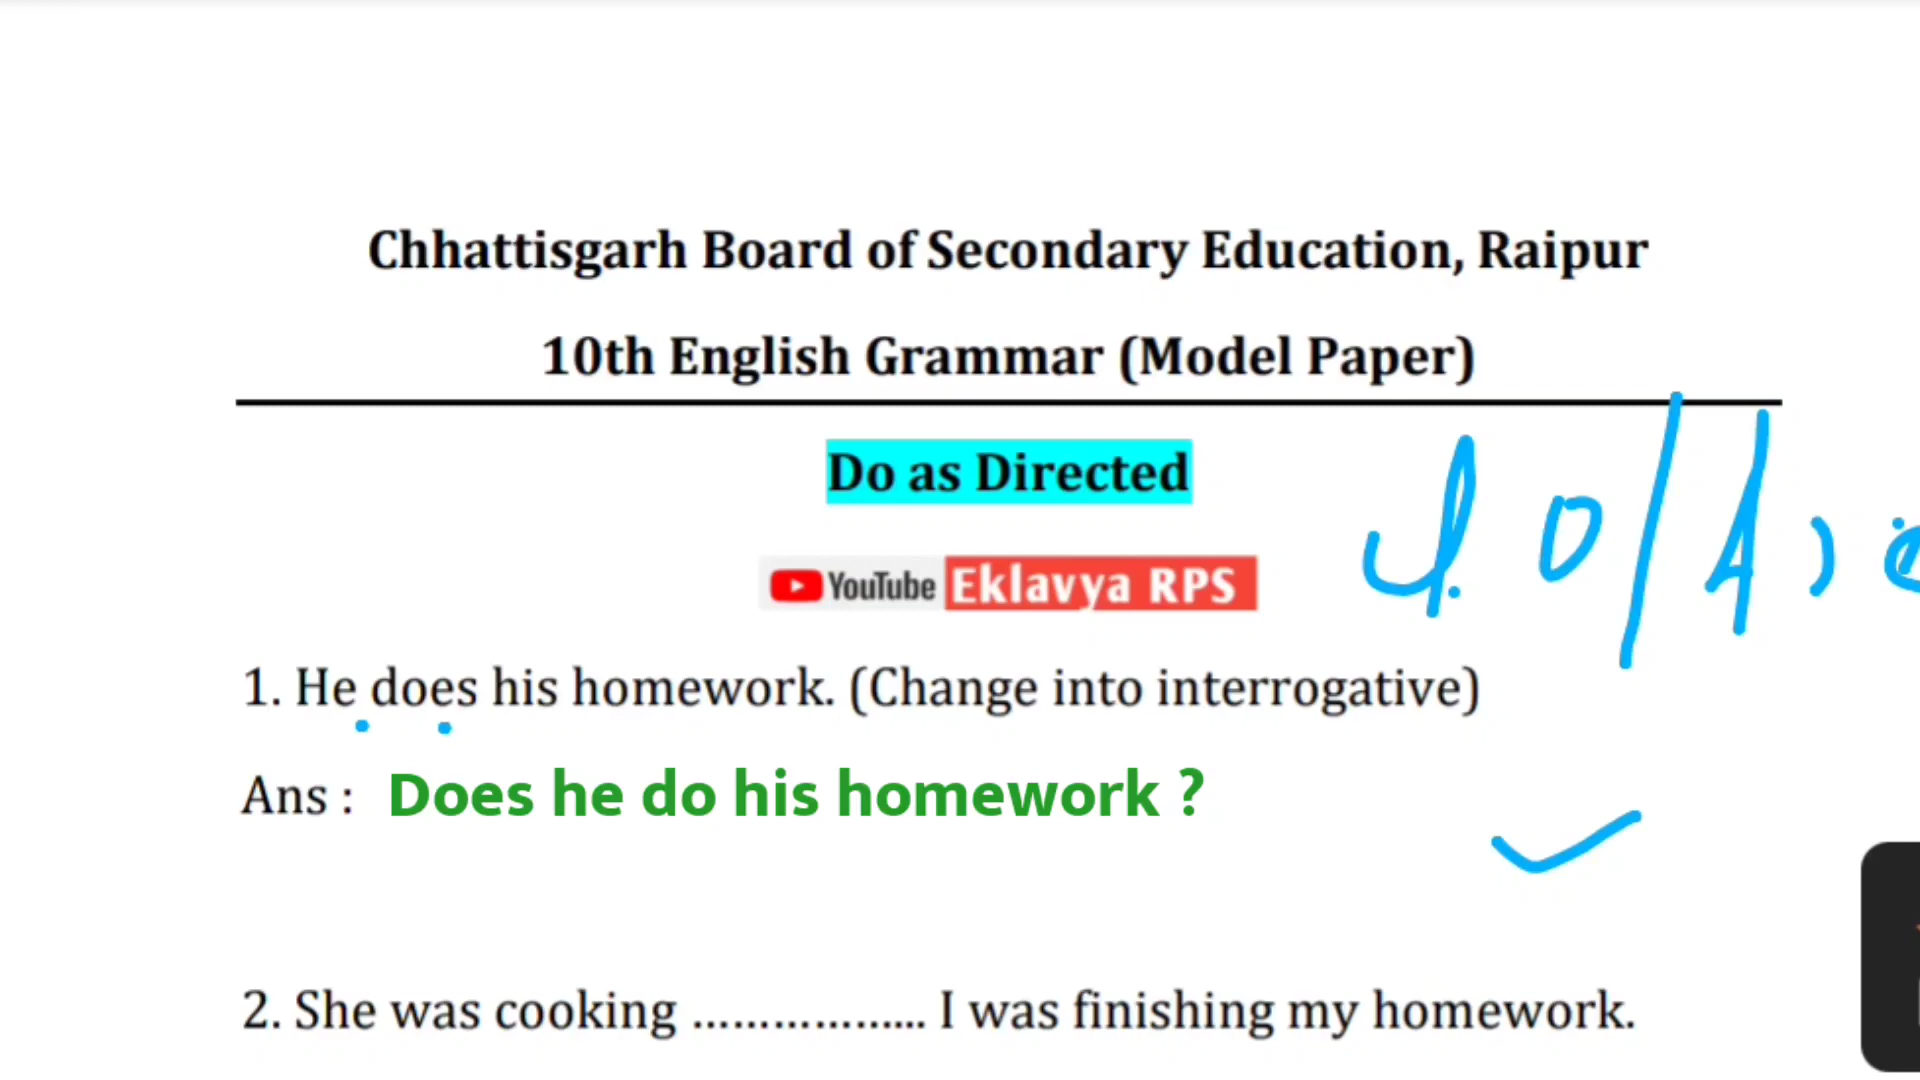 Chhattisgarh Board of Secondary Education, Raipur
10th English Grammar (Model Paper)
Do as Directed
YouTube Eklavya RPS
1. He does his homework. (Change into interrogative)
Ans : Does he do his homework ?
2. She was cooking ................... I was finishing my homework.